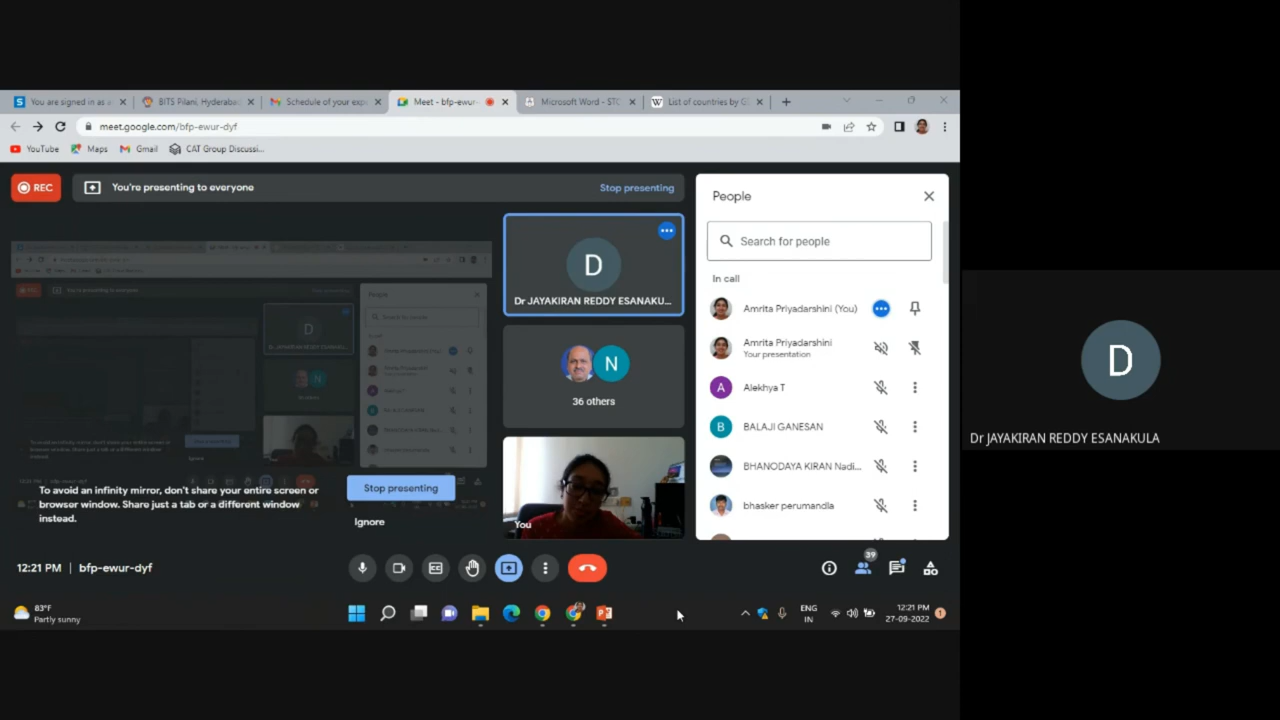 You are signed in as a
BITS Pilani, Hyderabad
Schedule of your exp
Meet - bfp-ewur-
Microsoft Word - STC
List of countries by G
meet.google.com/bfp-ewur-dyf
YouTube
Maps
Gmail
CAT Group Discussi...
REC
You're presenting to everyone
Stop presenting
D
Dr JAYAKIRAN REDDY ESANAKU...
N
36 others
You
To avoid an infinity mirror, don't share your entire screen or
browser window. Share just a tab or a different window
instead.
Stop presenting
Ignore
People
Search for people
In call
Amrita Priyadarshini (You)
Amrita Priyadarshini
Your presentation
A
Alekhya T
B
BALAJI GANESAN
BHANODAYA KIRAN Nadi...
bhasker perumandla
12:21 PM | bfp-ewur-dyf
CC
39
83°F
Partly sunny
ENG
IN
12:21 PM
27-09-2022
1
D
Dr JAYAKIRAN REDDY ESANAKULA